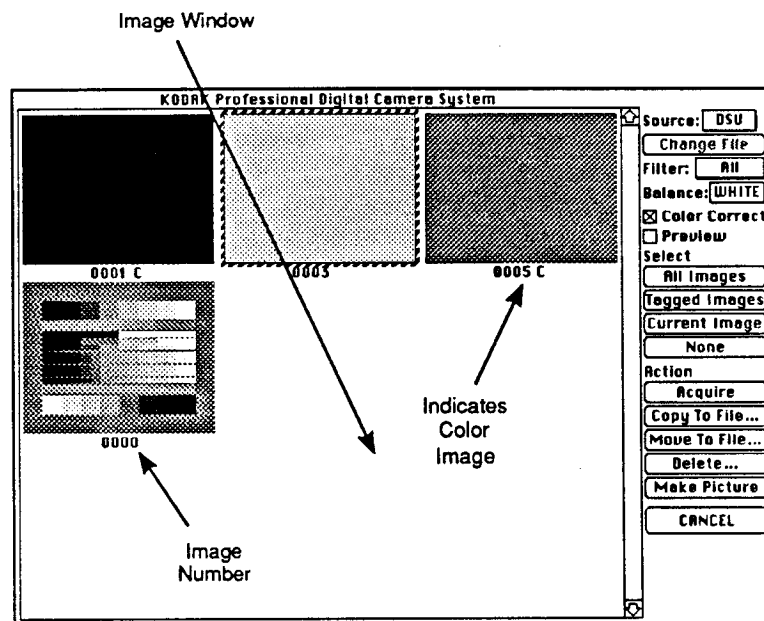 Image Window
KODAK Professional Digital Camera System
0001 C
0003
0005 C
0000
Indicates
Color
Image
Image
Number
Source: DSU
Change File
Filter: All
Balance: WHITE
Color Correct
Preview
Select
All Images
Tagged Images
Current Image
None
Action
Acquire
Copy To File...
Move To File...
Delete...
Make Picture
CANCEL